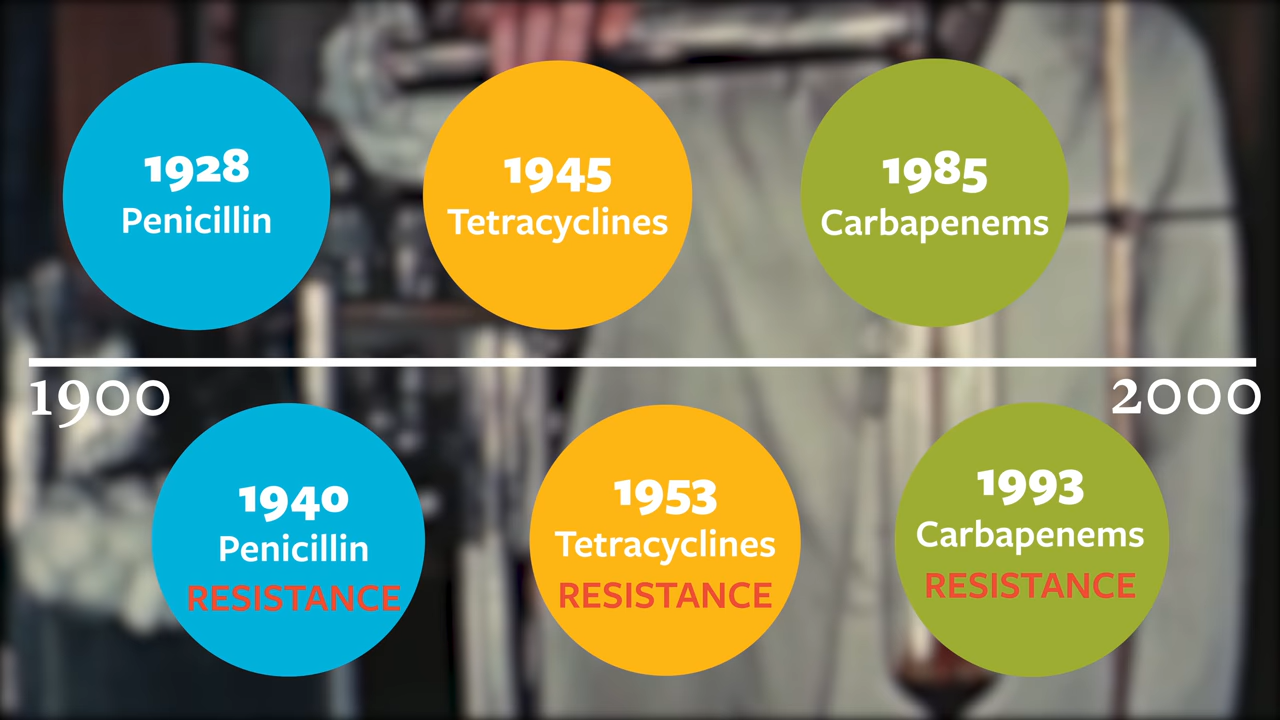 1928
Penicillin
1945
Tetracyclines
1985
Carbapenems
1900
2000
1940
Penicillin
RESISTANCE
1953
Tetracyclines
RESISTANCE
1993
Carbapenems
RESISTANCE